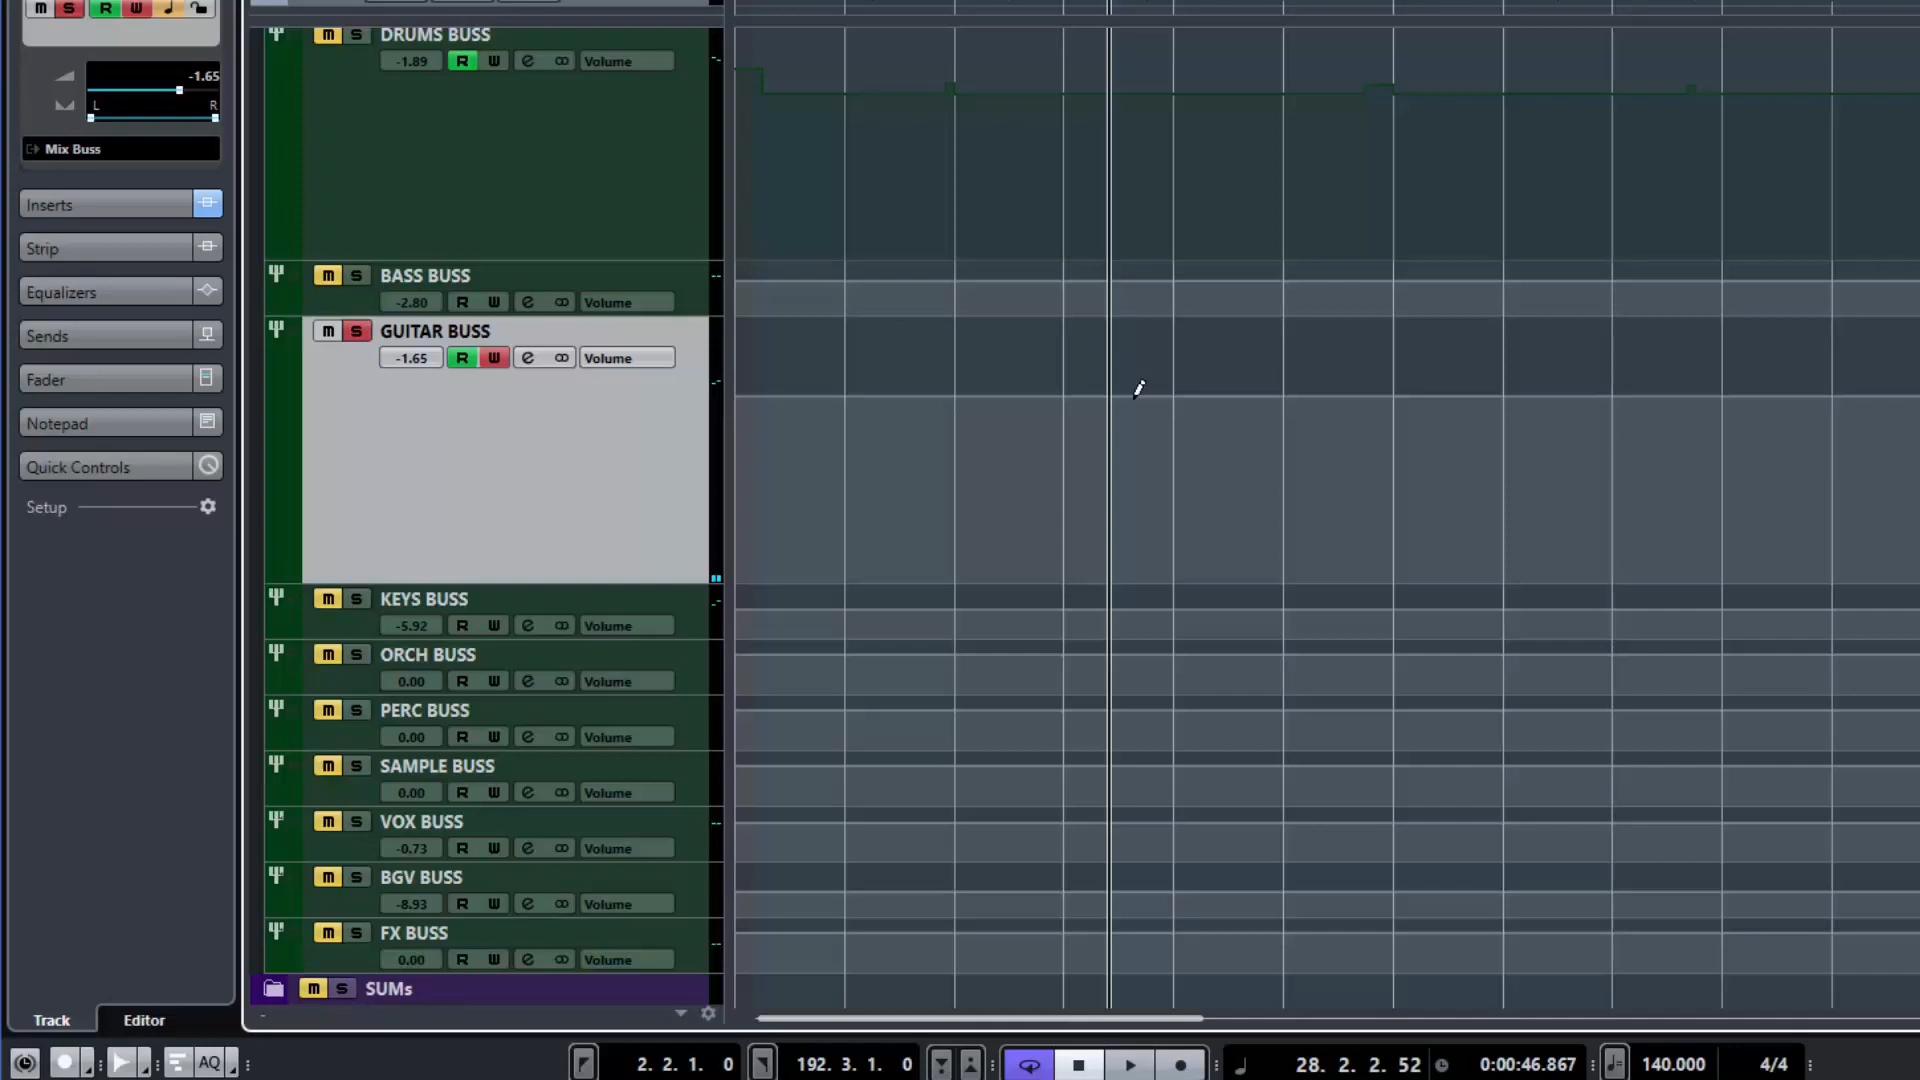 m S R W
-1.65
L R
Mix Buss
Inserts
Strip
Equalizers
Sends
Fader
Notepad
Quick Controls
Setup
m S DRUMS BUSS
-1.89 R W e Volume
m S BASS BUSS
-2.80 R W e Volume
m S GUITAR BUSS
-1.65 R W e Volume
m S KEYS BUSS
-5.92 R W e Volume
m S ORCH BUSS
0.00 R W e Volume
m S PERC BUSS
0.00 R W e Volume
m S SAMPLE BUSS
0.00 R W e Volume
m S VOX BUSS
-0.73 R W e Volume
m S BGV BUSS
-8.93 R W e Volume
m S FX BUSS
0.00 R W e Volume
m S SUMs
-
Track Editor
AQ 2. 2. 1. 0 192. 3. 1. 0 28. 2. 2. 52 0:00:46.867 140.000 4/4